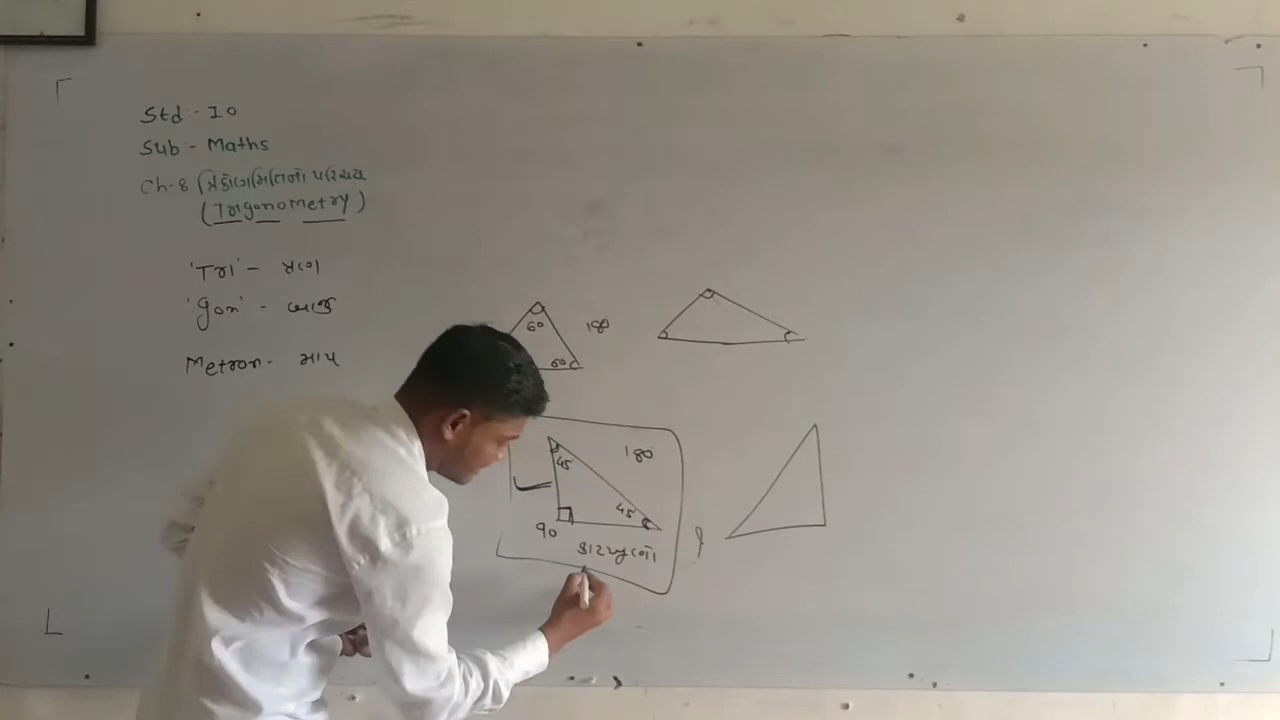 Std - 10
Sub - Maths
Ch-8 ત્રિકોણમિતિનો પરિચય
(Trigonometry)
'Tri' - ત્રણ
'gon' - બાજુ
Metron - માપ
60
180
60
45
180
45
90
કાટખૂણો